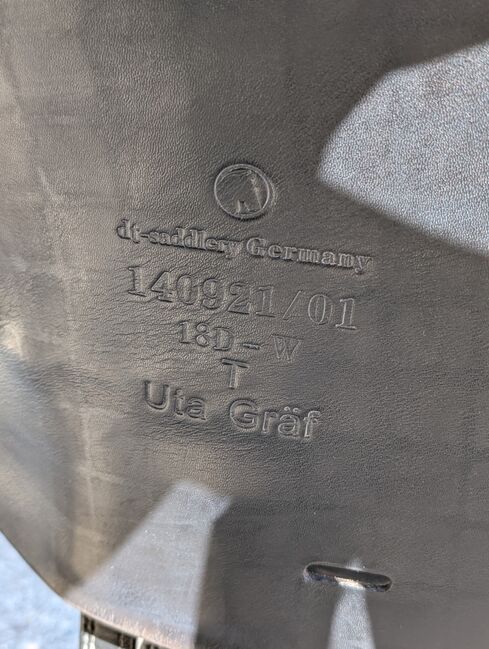 dt-saddlery Germany
140921/01
18D-W
T
Uta Gräf